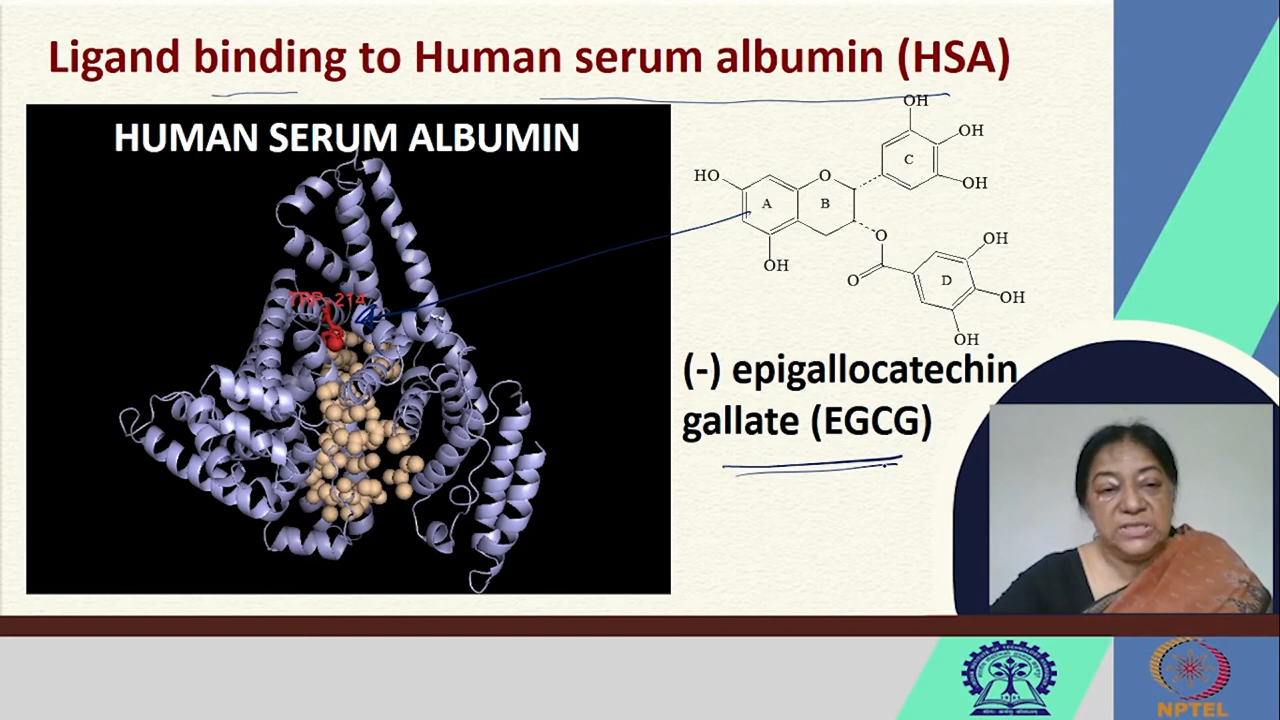 Ligand binding to Human serum albumin (HSA)
HUMAN SERUM ALBUMIN
TRP-214
OH
OH
OH
C
HO
O
A
B
OH
O
O
OH
D
OH
OH
(-) epigallocatechin
gallate (EGCG)
NPTEL